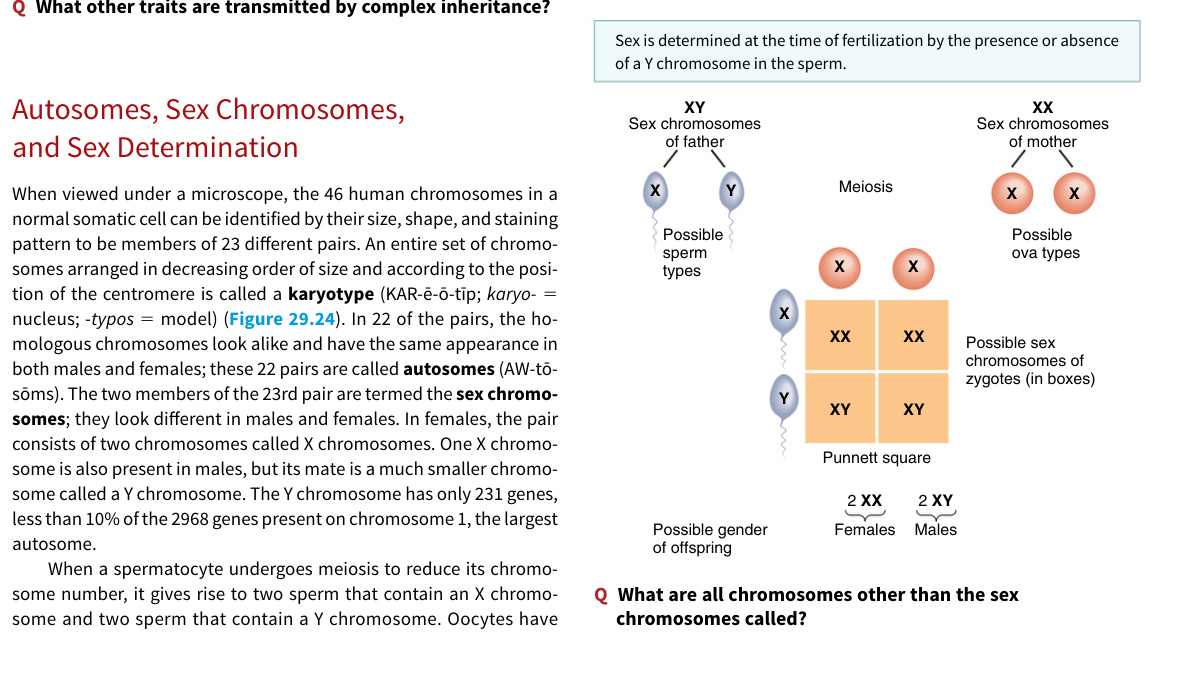 Q What other traits are transmitted by complex inheritance?
Autosomes, Sex Chromosomes,
and Sex Determination
When viewed under a microscope, the 46 human chromosomes in a
normal somatic cell can be identified by their size, shape, and staining
pattern to be members of 23 different pairs. An entire set of chromo-
somes arranged in decreasing order of size and according to the posi-
tion of the centromere is called a karyotype (KAR-ē-ō-tīp; karyo- =
nucleus; -typos = model) (Figure 29.24). In 22 of the pairs, the ho-
mologous chromosomes look alike and have the same appearance in
both males and females; these 22 pairs are called autosomes (AW-tō-
sōms). The two members of the 23rd pair are termed the sex chromo-
somes; they look different in males and females. In females, the pair
consists of two chromosomes called X chromosomes. One X chromo-
some is also present in males, but its mate is a much smaller chromo-
some called a Y chromosome. The Y chromosome has only 231 genes,
less than 10% of the 2968 genes present on chromosome 1, the largest
autosome.
When a spermatocyte undergoes meiosis to reduce its chromo-
some number, it gives rise to two sperm that contain an X chromo-
some and two sperm that contain a Y chromosome. Oocytes have
Sex is determined at the time of fertilization by the presence or absence
of a Y chromosome in the sperm.
XY
Sex chromosomes
of father
XX
Sex chromosomes
of mother
X Y
Meiosis
X X
Possible
sperm
types
Possible
ova types
X X
X
XX XX
Possible sex
chromosomes of
zygotes (in boxes)
Y
XY XY
Punnett square
2 XX 2 XY
Females Males
Possible gender
of offspring
Q What are all chromosomes other than the sex
chromosomes called?